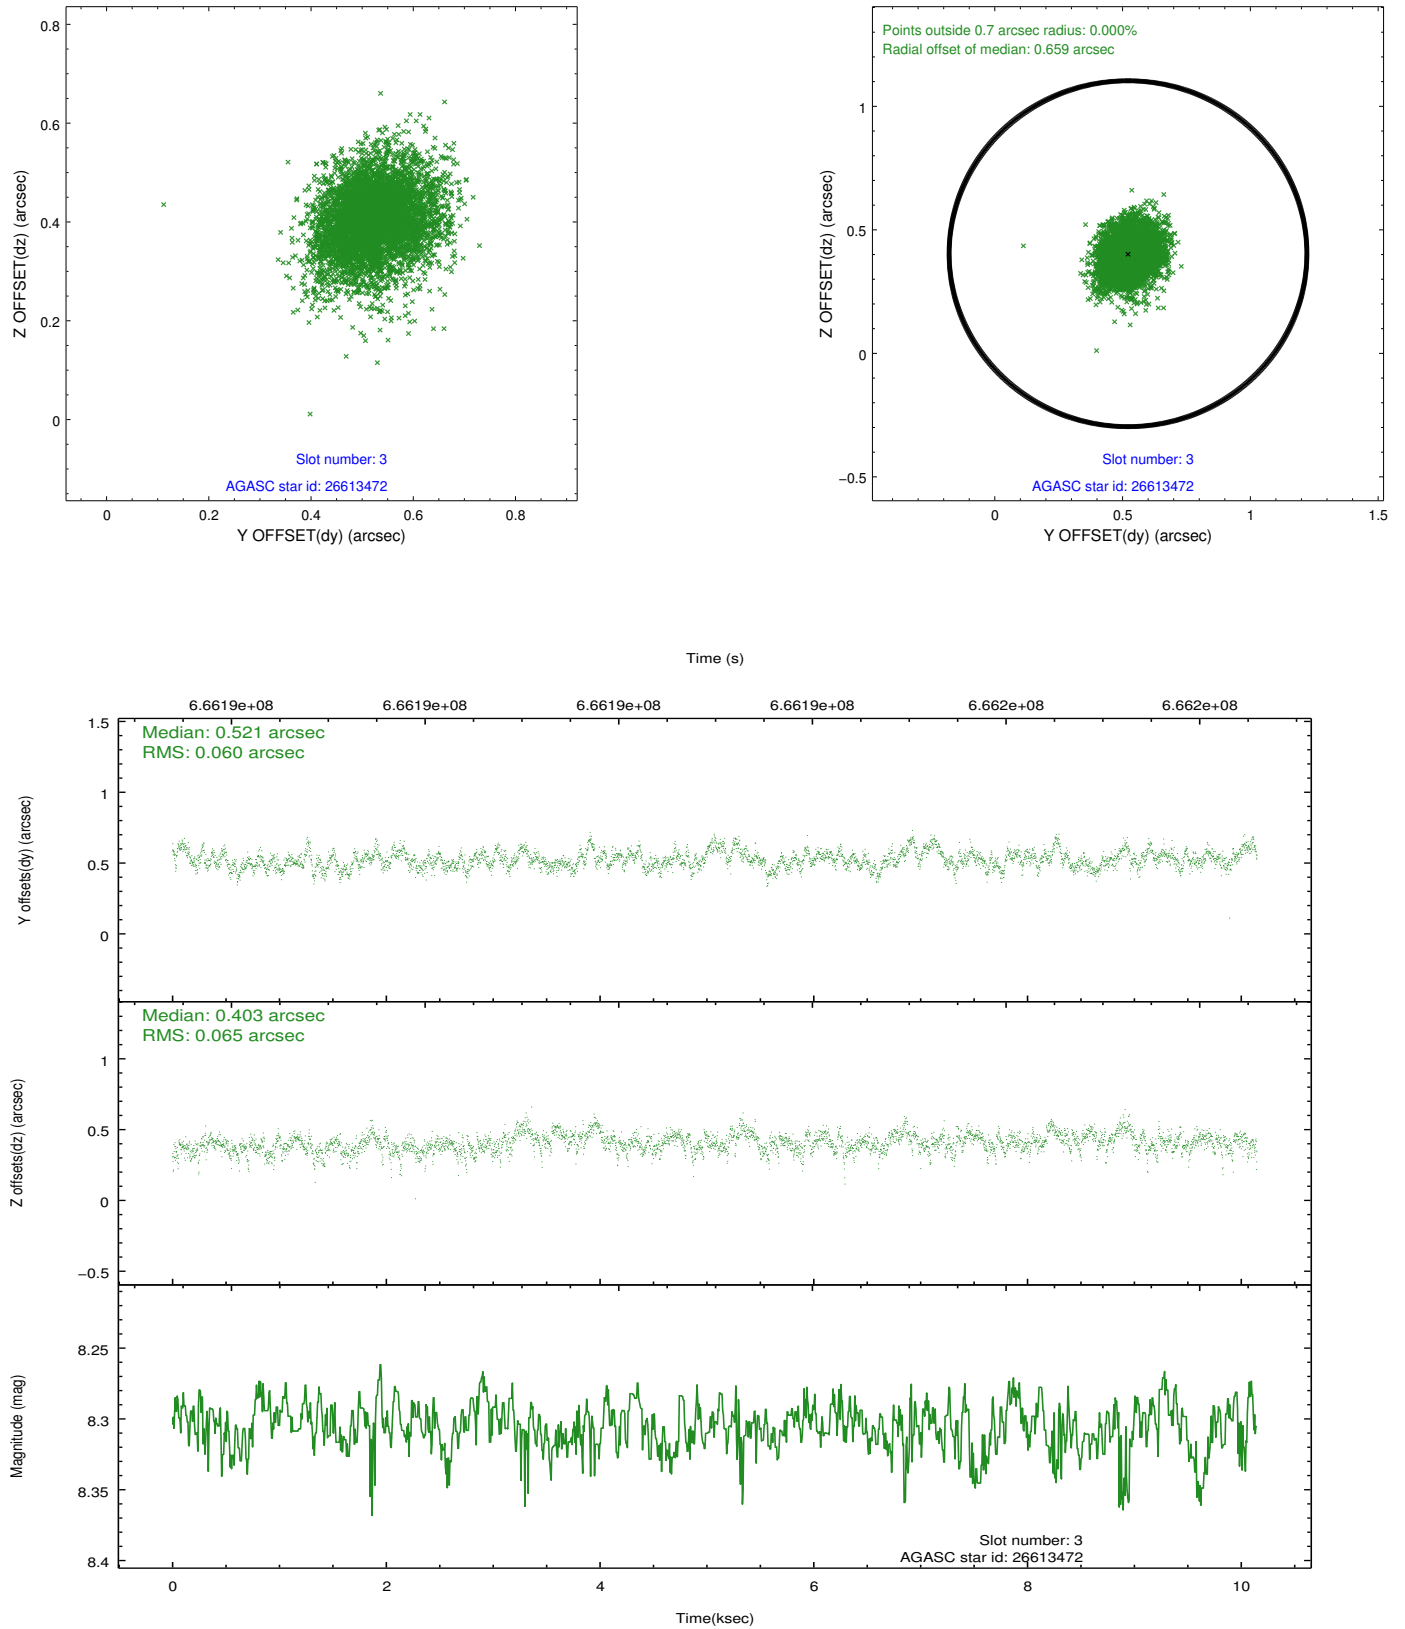 0.8
0.6
0.4
0.2
0
0
0.2
0.4
0.6
0.8
Z OFFSET(dz) (arcsec)
Y OFFSET(dy) (arcsec)
Slot number: 3
AGASC star id: 26613472
Points outside 0.7 arcsec radius: 0.000%
Radial offset of median: 0.659 arcsec
1
0.5
0
−0.5
0
0.5
1
1.5
Z OFFSET(dz) (arcsec)
Y OFFSET(dy) (arcsec)
Slot number: 3
AGASC star id: 26613472
Time (s)
6.6619e+08 6.6619e+08 6.6619e+08 6.6619e+08 6.662e+08 6.662e+08
Median: 0.521 arcsec
RMS: 0.060 arcsec
1.5
1
0.5
0
Y offsets(dy) (arcsec)
Median: 0.403 arcsec
RMS: 0.065 arcsec
1
0.5
0
−0.5
Z offsets(dz) (arcsec)
8.25
8.3
8.35
8.4
Magnitude (mag)
Slot number: 3
AGASC star id: 26613472
0 2 4 6 8 10
Time(ksec)